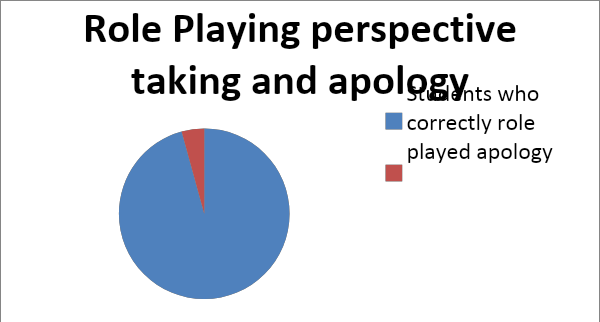 Role Playing perspective
taking and apology
Students who
correctly role
played apology